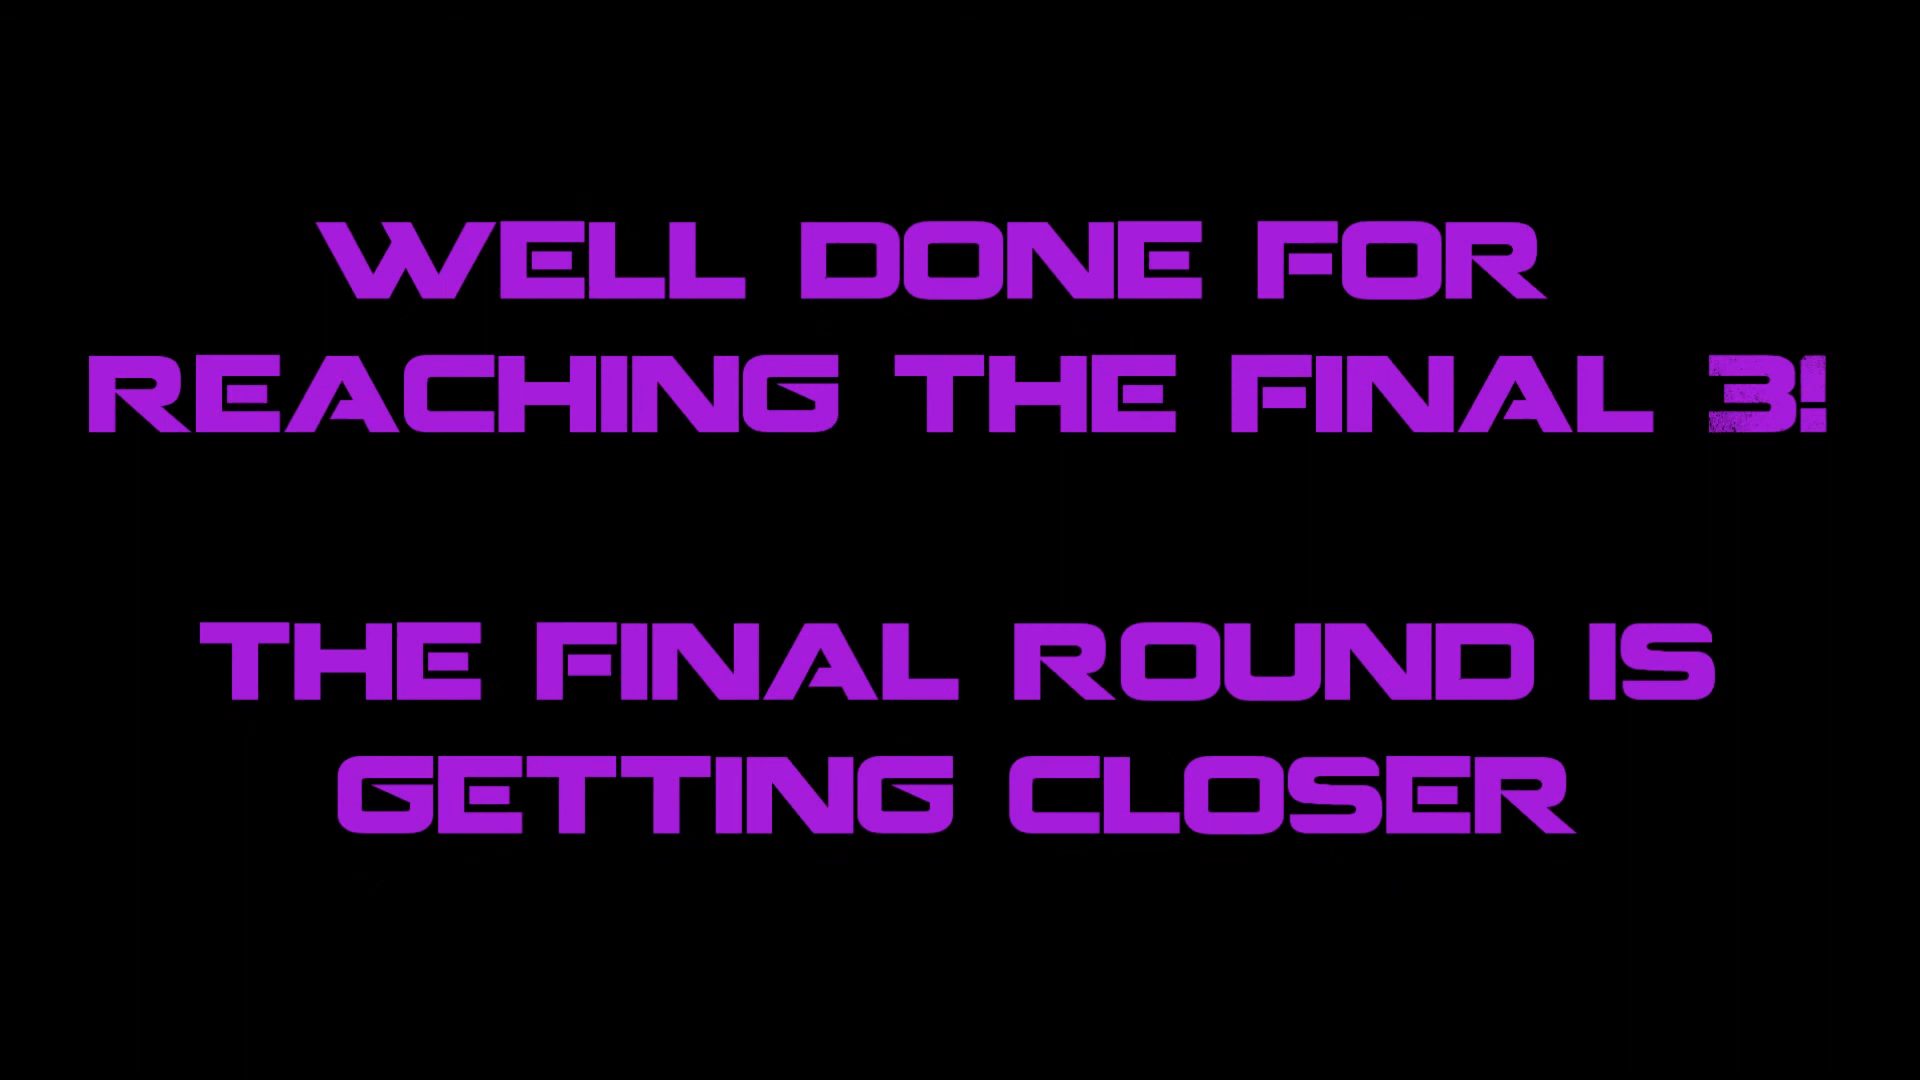 WELL DONE FOR
REACHING THE FINAL 3!
THE FINAL ROUND IS
GETTING CLOSER